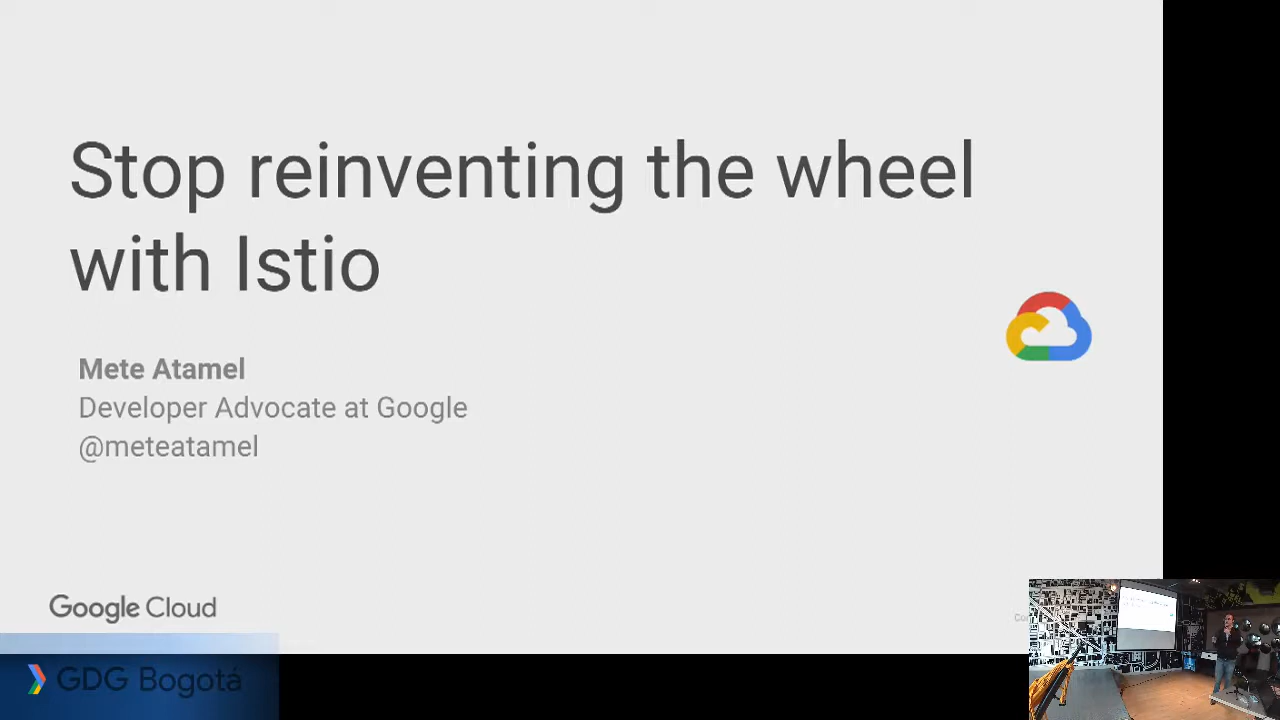 Stop reinventing the wheel
with Istio
Mete Atamel
Developer Advocate at Google
@meteatamel
Google Cloud
GDG Bogotá